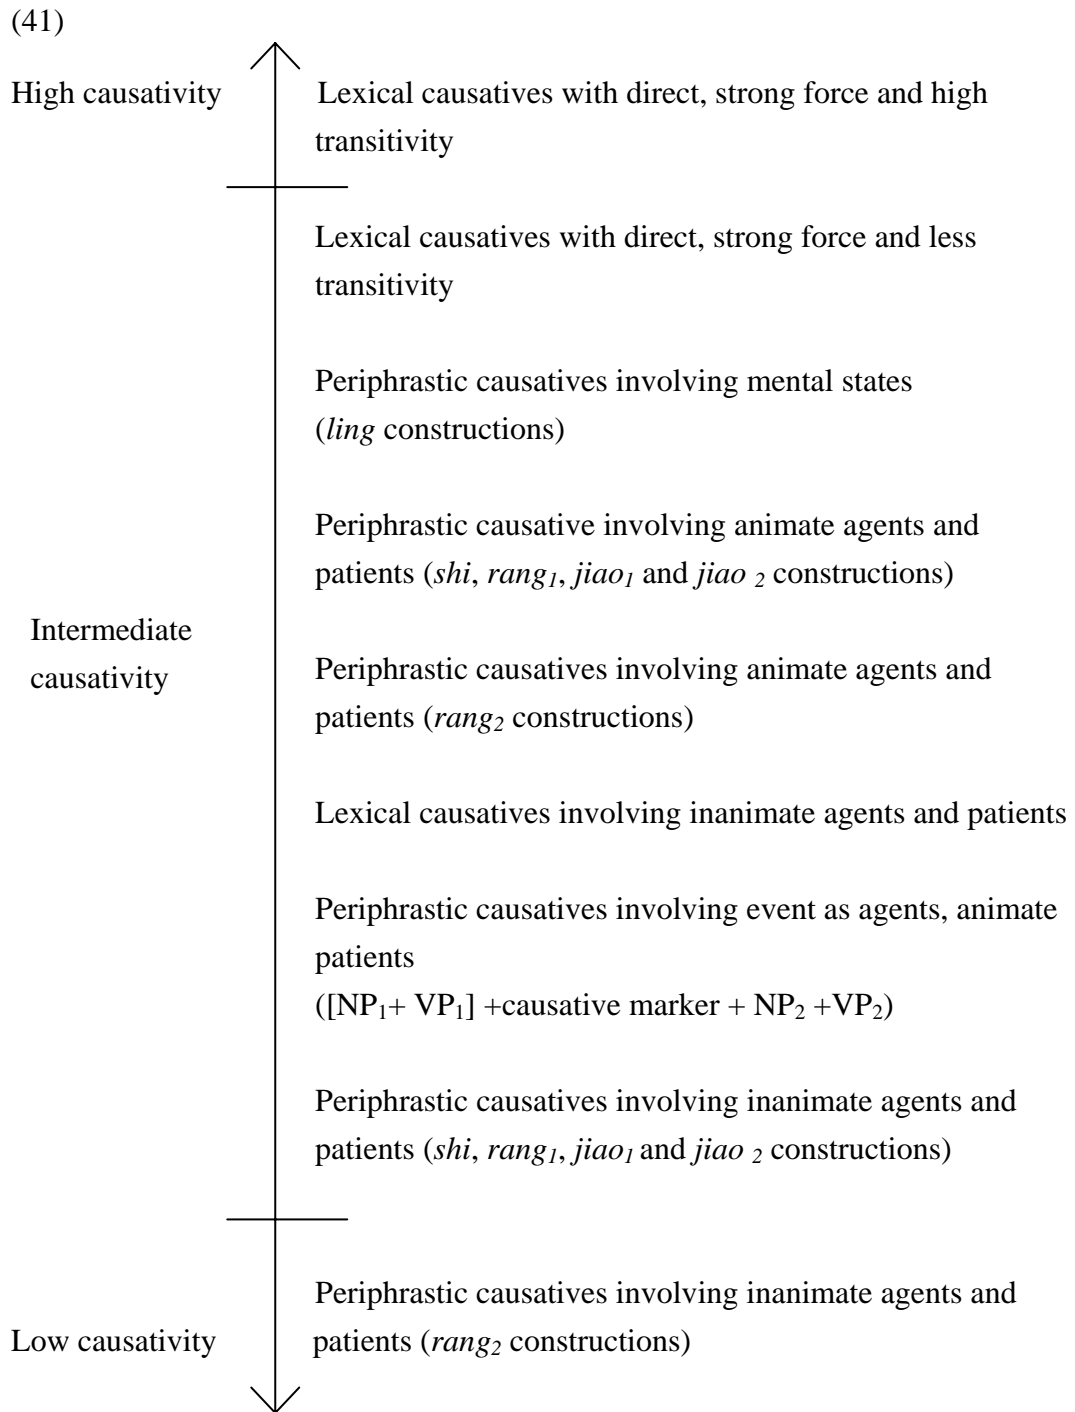 (41)
High causativity
Lexical causatives with direct, strong force and high
transitivity
Lexical causatives with direct, strong force and less
transitivity
Periphrastic causatives involving mental states
(ling constructions)
Periphrastic causative involving animate agents and
patients (shi, rang₁, jiao₁ and jiao ₂ constructions)
Intermediate
causativity
Periphrastic causatives involving animate agents and
patients (rang₂ constructions)
Lexical causatives involving inanimate agents and patients
Periphrastic causatives involving event as agents, animate
patients
([NP₁+ VP₁] +causative marker + NP₂ +VP₂)
Periphrastic causatives involving inanimate agents and
patients (shi, rang₁, jiao₁ and jiao ₂ constructions)
Periphrastic causatives involving inanimate agents and
Low causativity
patients (rang₂ constructions)